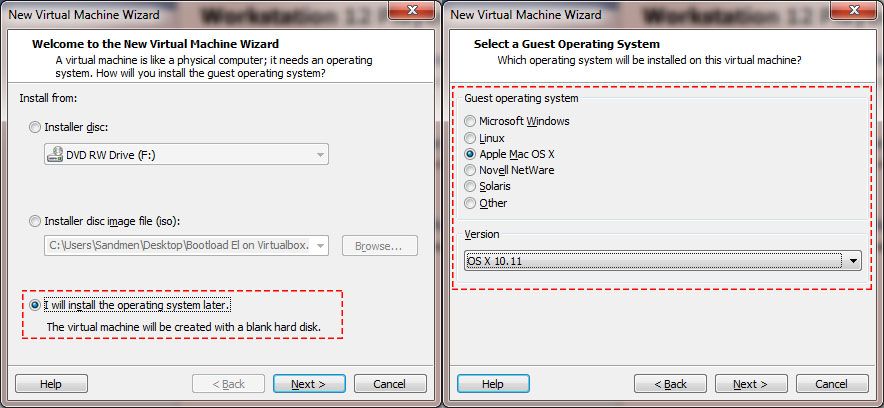 New Virtual Machine Wizard
Welcome to the New Virtual Machine Wizard
A virtual machine is like a physical computer; it needs an operating
system. How will you install the guest operating system?
Install from:
Installer disc:
DVD RW Drive (F:)
Installer disc image file (iso):
C:\Users\Sandmen\Desktop\Bootload El on Virtualbox.
Browse...
I will install the operating system later.
The virtual machine will be created with a blank hard disk.
Help
< Back
Next >
Cancel
Workstation 12 Player
New Virtual Machine Wizard
Select a Guest Operating System
Which operating system will be installed on this virtual machine?
Guest operating system
Microsoft Windows
Linux
Apple Mac OS X
Novell NetWare
Solaris
Other
Version
OS X 10.11
Help
< Back
Next >
Cancel